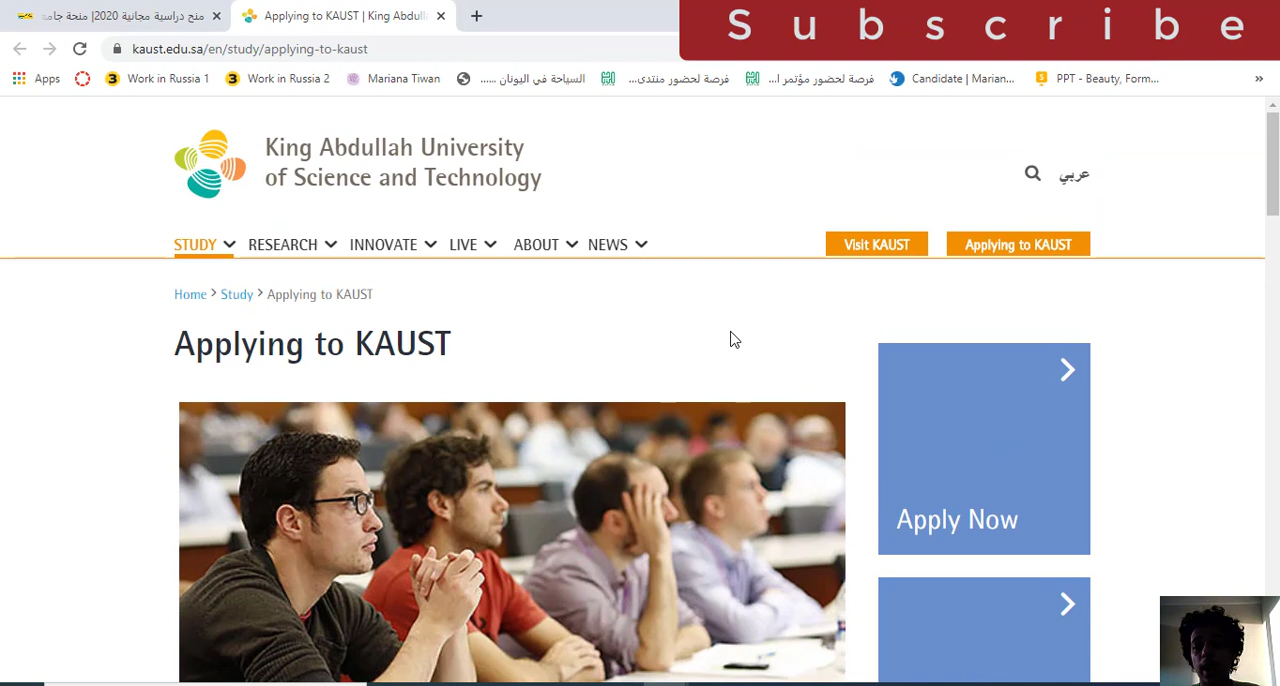 منح دراسية مجانية 2020| منحة جامع
Applying to KAUST | King Abdull
S u b s c r i b e
kaust.edu.sa/en/study/applying-to-kaust
Apps
Work in Russia 1
Work in Russia 2
Mariana Tiwan
السياحة في اليونان ......
فرصة لحضور منتدى...
فرصة لحضور مؤتمر ا...
Candidate | Marian...
PPT - Beauty, Form...
»
King Abdullah University
of Science and Technology
عربي
STUDY RESEARCH INNOVATE LIVE ABOUT NEWS
Visit KAUST
Applying to KAUST
Home > Study > Applying to KAUST
Applying to KAUST
Apply Now